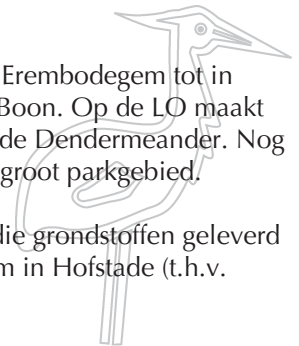 Erembodegem tot in
Boon. Op de LO maakt
de Dendermeander. Nog
groot parkgebied.
die grondstoffen geleverd
m in Hofstade (t.h.v.